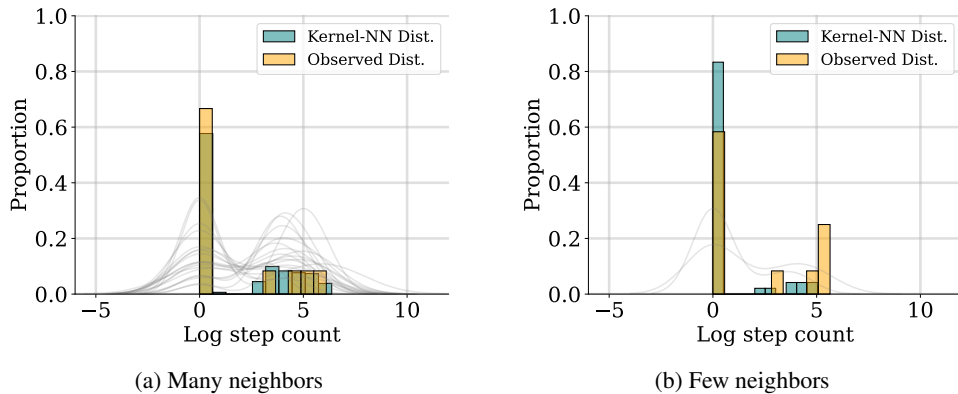 1.0
0.8
0.6
0.4
0.2
0.0
Proportion
Kernel-NN Dist.
Observed Dist.
−5
0
5
10
Log step count
(a) Many neighbors
1.0
0.8
0.6
0.4
0.2
0.0
Proportion
Kernel-NN Dist.
Observed Dist.
−5
0
5
10
Log step count
(b) Few neighbors